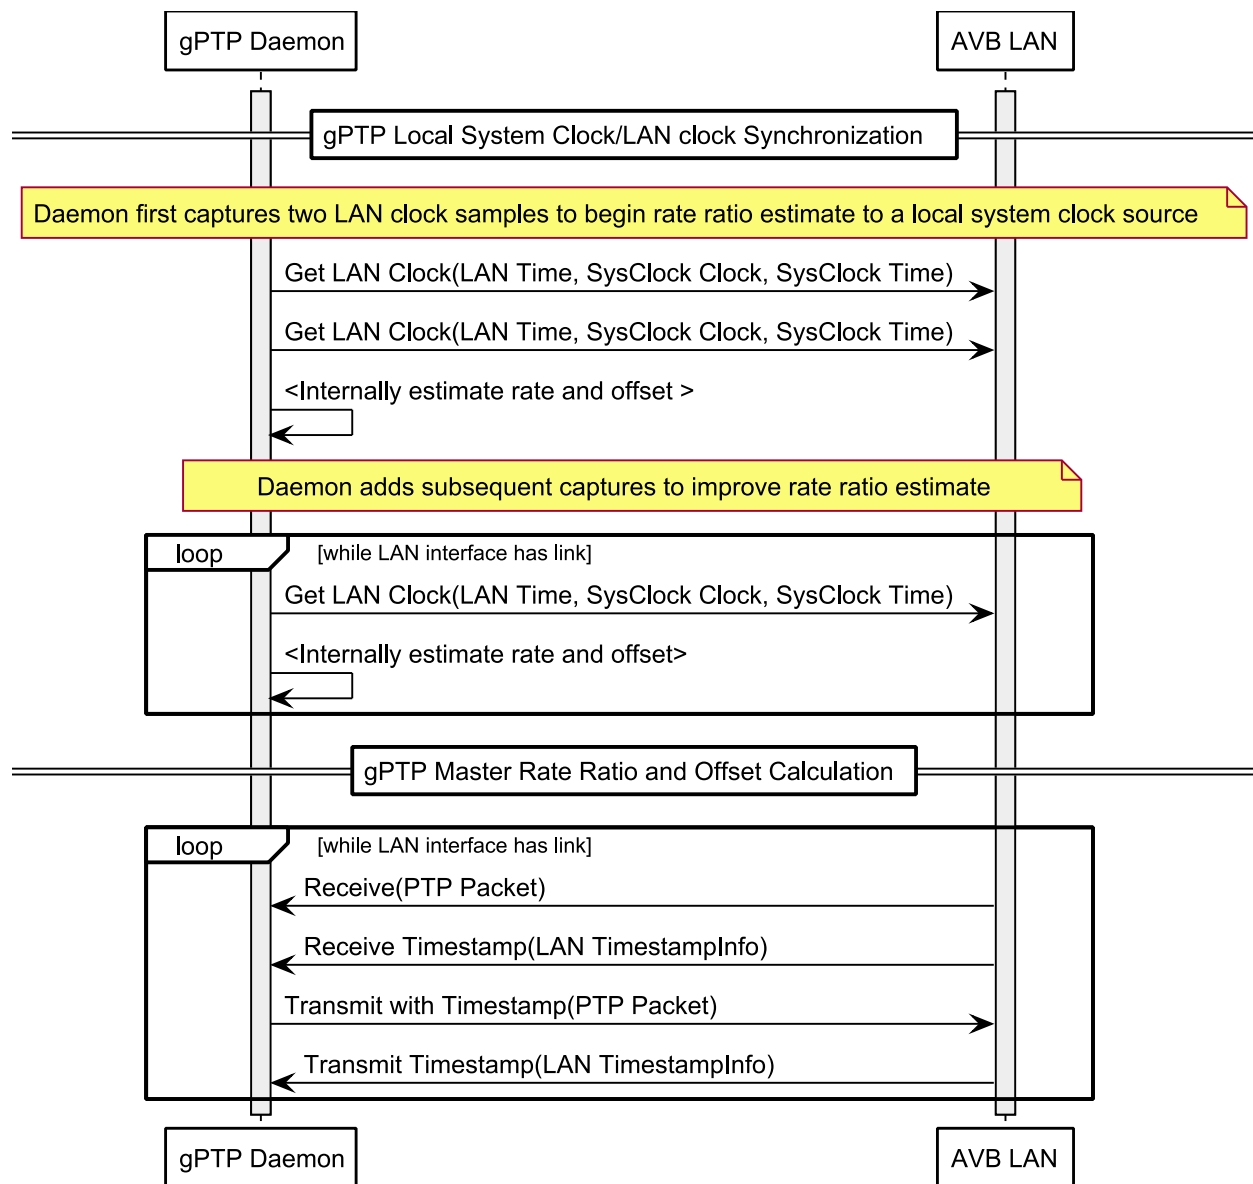 gPTP Daemon
AVB LAN
gPTP Local System Clock/LAN clock Synchronization
Daemon first captures two LAN clock samples to begin rate ratio estimate to a local system clock source
Get LAN Clock(LAN Time, SysClock Clock, SysClock Time)
Get LAN Clock(LAN Time, SysClock Clock, SysClock Time)
<Internally estimate rate and offset >
Daemon adds subsequent captures to improve rate ratio estimate
loop
[while LAN interface has link]
Get LAN Clock(LAN Time, SysClock Clock, SysClock Time)
<Internally estimate rate and offset>
gPTP Master Rate Ratio and Offset Calculation
loop
[while LAN interface has link]
Receive(PTP Packet)
Receive Timestamp(LAN TimestampInfo)
Transmit with Timestamp(PTP Packet)
Transmit Timestamp(LAN TimestampInfo)
gPTP Daemon
AVB LAN